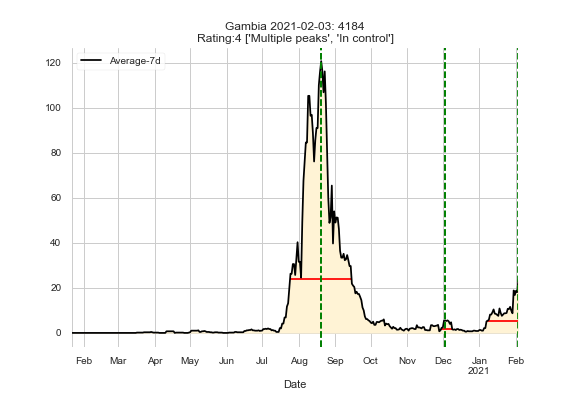 Gambia 2021-02-03: 4184
Rating:4 ['Multiple peaks', 'In control']
Average-7d
120
100
80
60
40
20
0
Feb Mar Apr May Jun Jul Aug Sep Oct Nov Dec Jan Feb
2021
Date